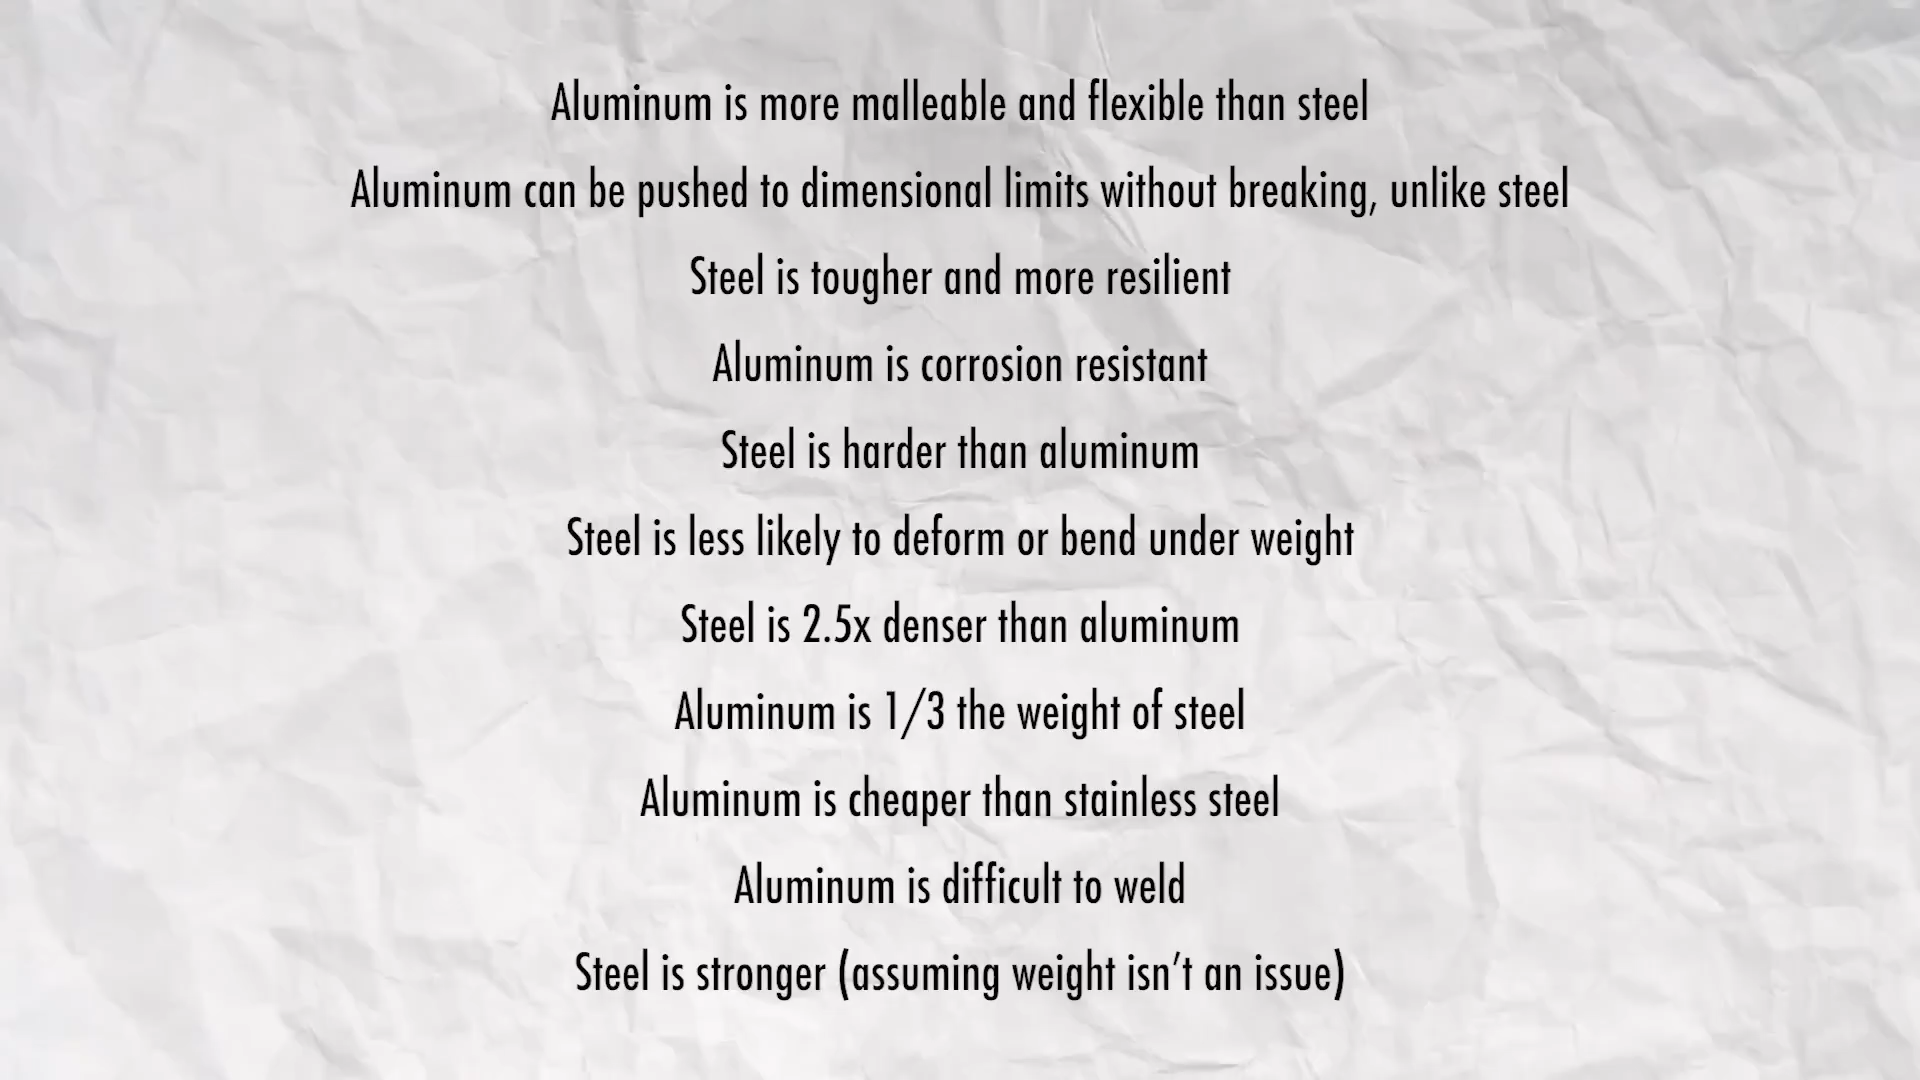 Aluminum is more malleable and flexible than steel
Aluminum can be pushed to dimensional limits without breaking, unlike steel
Steel is tougher and more resilient
Aluminum is corrosion resistant
Steel is harder than aluminum
Steel is less likely to deform or bend under weight
Steel is 2.5x denser than aluminum
Aluminum is 1/3 the weight of steel
Aluminum is cheaper than stainless steel
Aluminum is difficult to weld
Steel is stronger (assuming weight isn’t an issue)